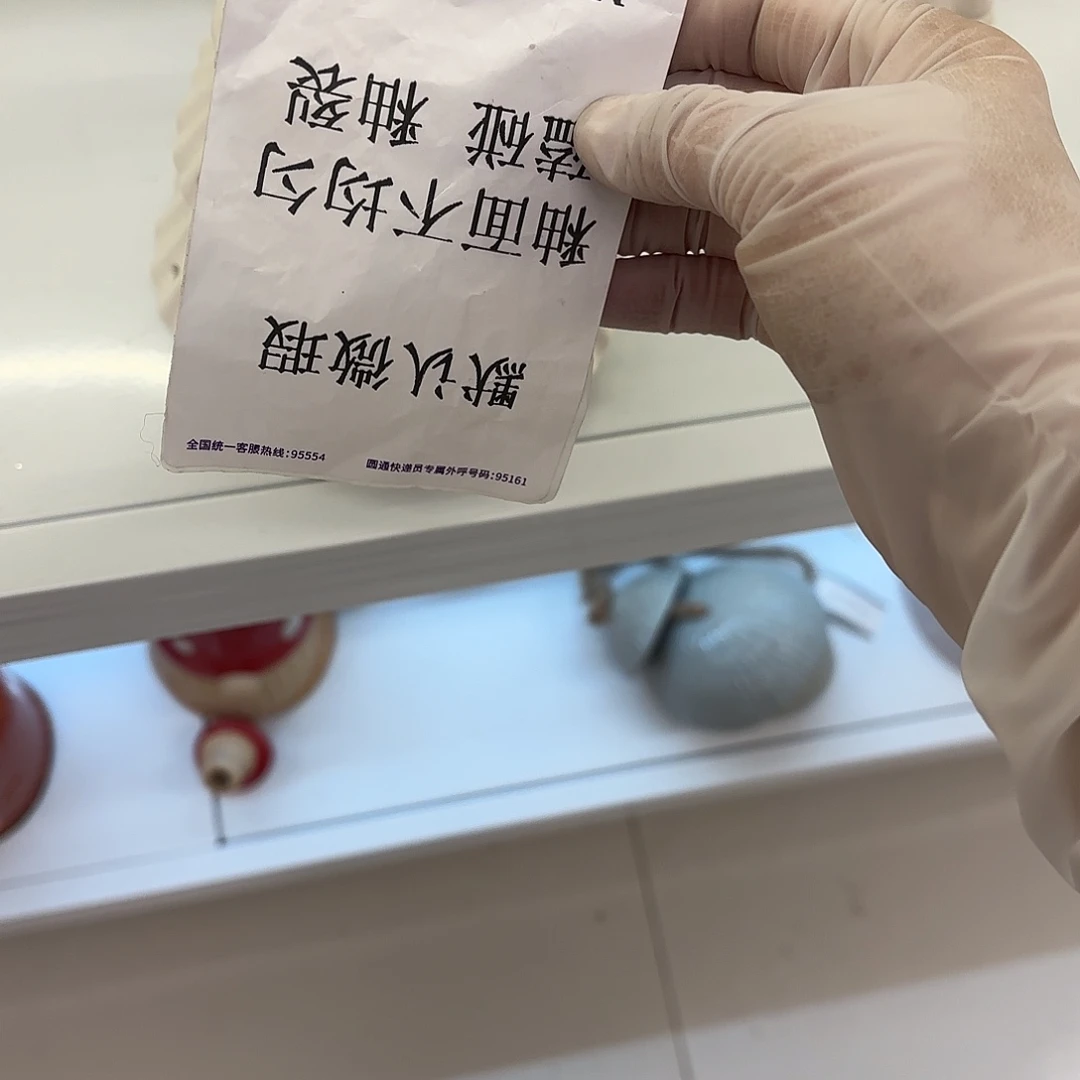 默认微瑕
釉面不均匀
磕碰 釉裂
全国统一客服热线:95554
圆通快递员专属外呼号码:95161